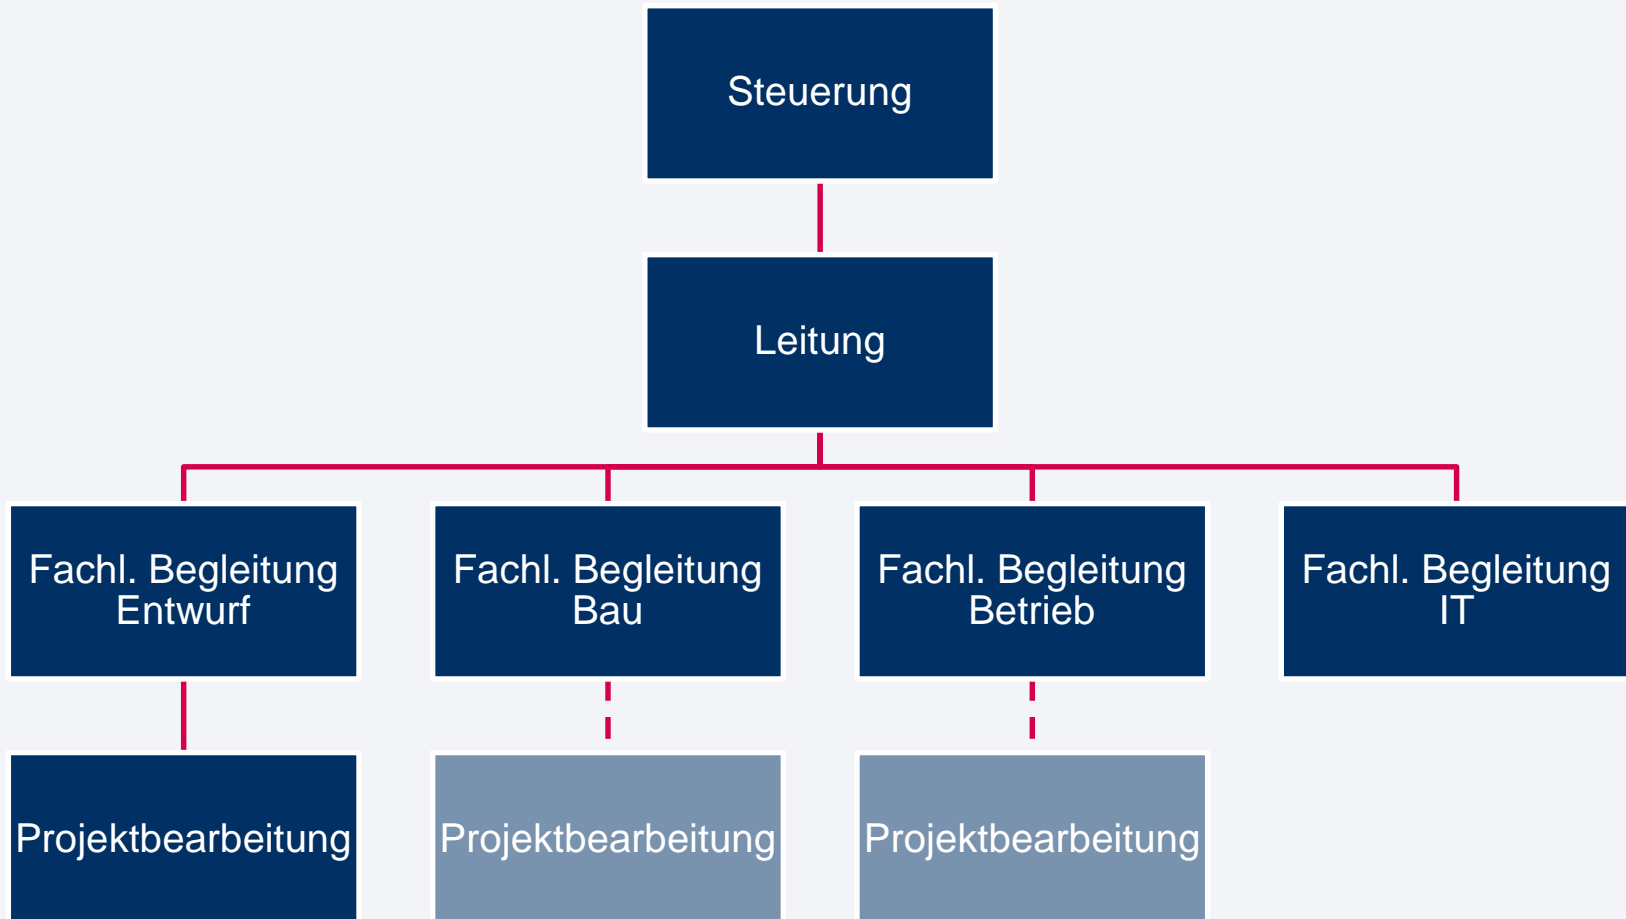 Steuerung
Leitung
Fachl. Begleitung
Entwurf
Fachl. Begleitung
Bau
Fachl. Begleitung
Betrieb
Fachl. Begleitung
IT
Projektbearbeitung
Projektbearbeitung
Projektbearbeitung